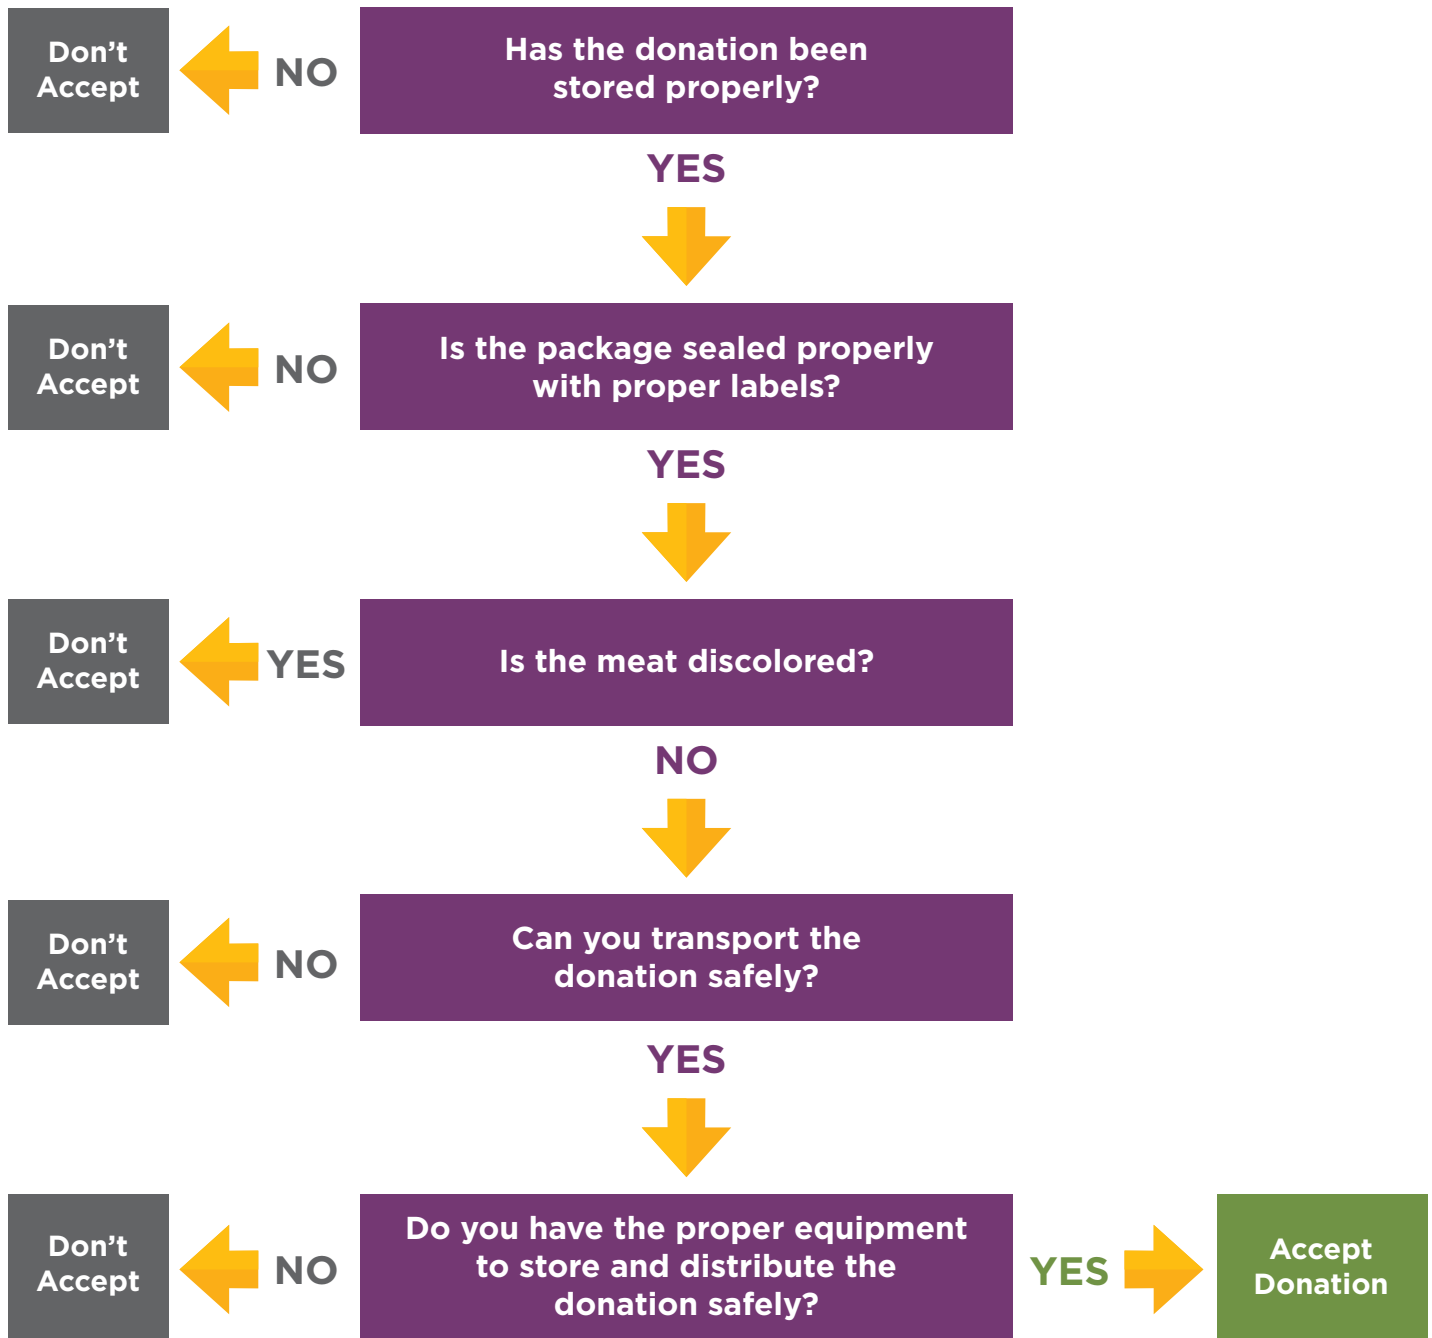 Don't
Accept
NO
Has the donation been
stored properly?
YES
Don't
Accept
NO
Is the package sealed properly
with proper labels?
YES
Don't
Accept
YES
Is the meat discolored?
NO
Don't
Accept
NO
Can you transport the
donation safely?
YES
Don't
Accept
NO
Do you have the proper equipment
to store and distribute the
donation safely?
YES
Accept
Donation